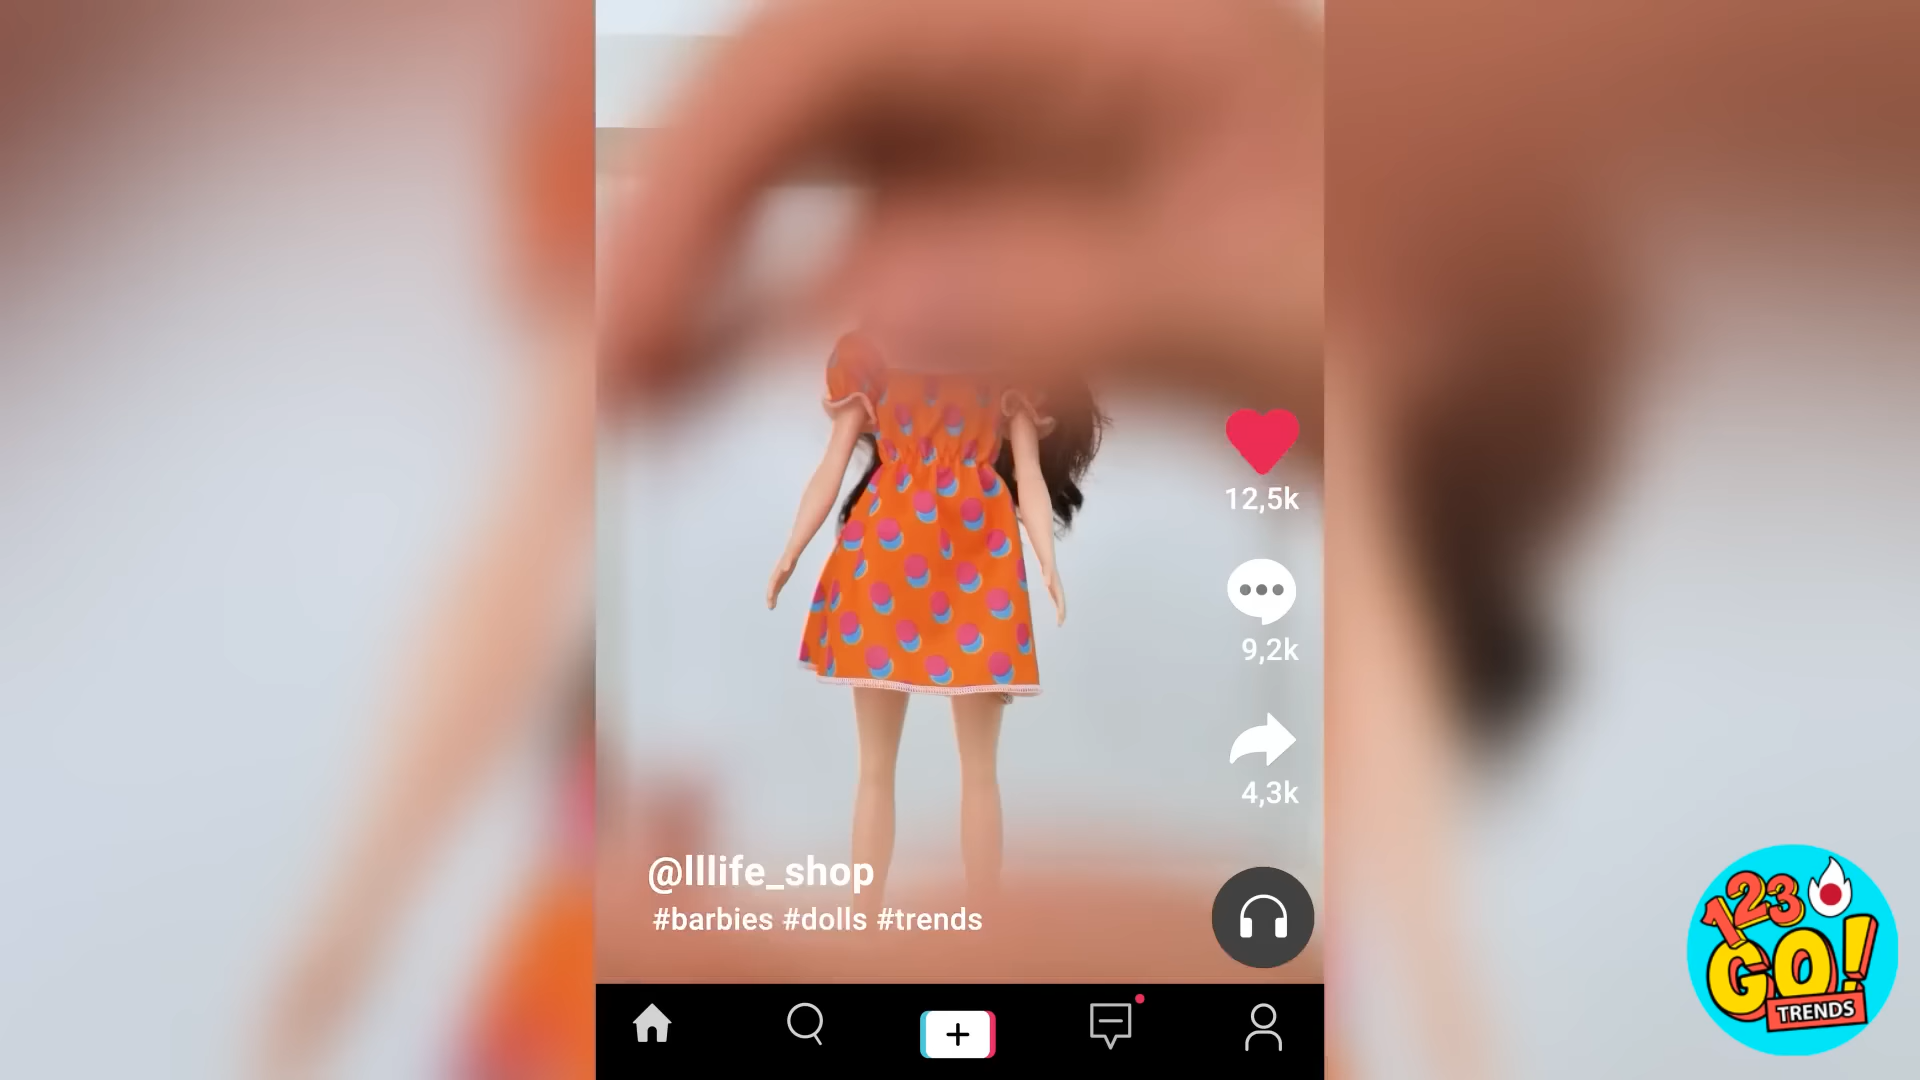 12,5k
9,2k
4,3k
@lllife_shop
#barbies #dolls #trends
123
GO!
TRENDS